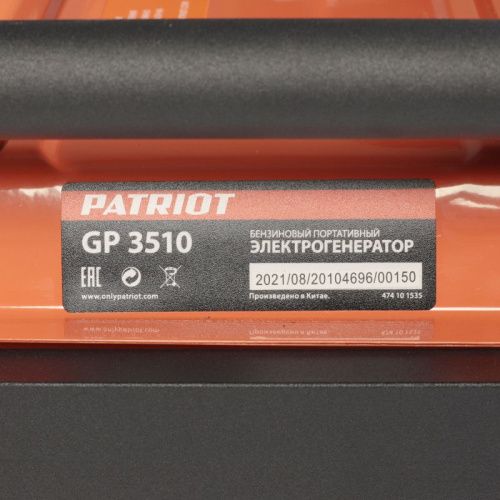 PATRIOT
GP 3510
БЕНЗИНОВЫЙ ПОРТАТИВНЫЙ
ЭЛЕКТРОГЕНЕРАТОР
2021/08/20104696/00150
EAC
www.onlypatriot.com
Произведено в Китае.
474 10 1535